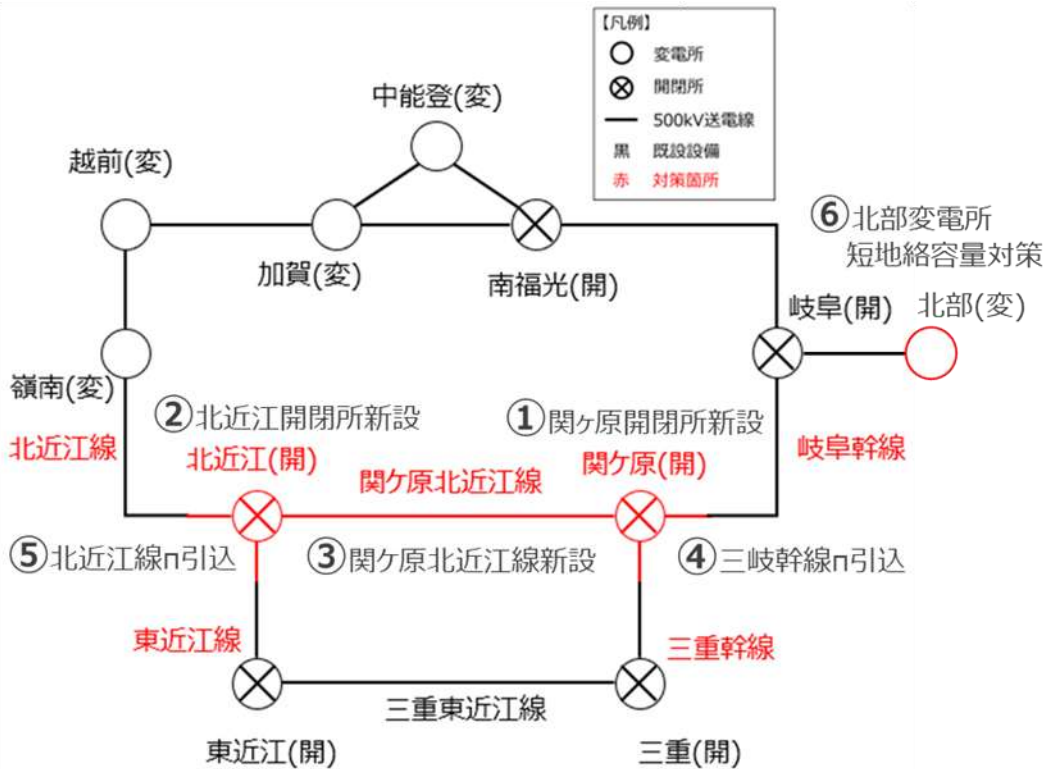 【凡例】
変電所
開閉所
500kV送電線
黒 既設設備
赤 対策箇所
中能登(変)
越前(変)
加賀(変)
南福光(開)
⑥北部変電所
短地絡容量対策
岐阜(開)
北部(変)
嶺南(変)
②北近江開閉所新設
①関ヶ原開閉所新設
北近江線
北近江(開)
関ケ原北近江線
関ケ原(開)
岐阜幹線
⑤北近江線π引込
③関ケ原北近江線新設
④三岐幹線π引込
東近江線
三重幹線
三重東近江線
東近江(開)
三重(開)